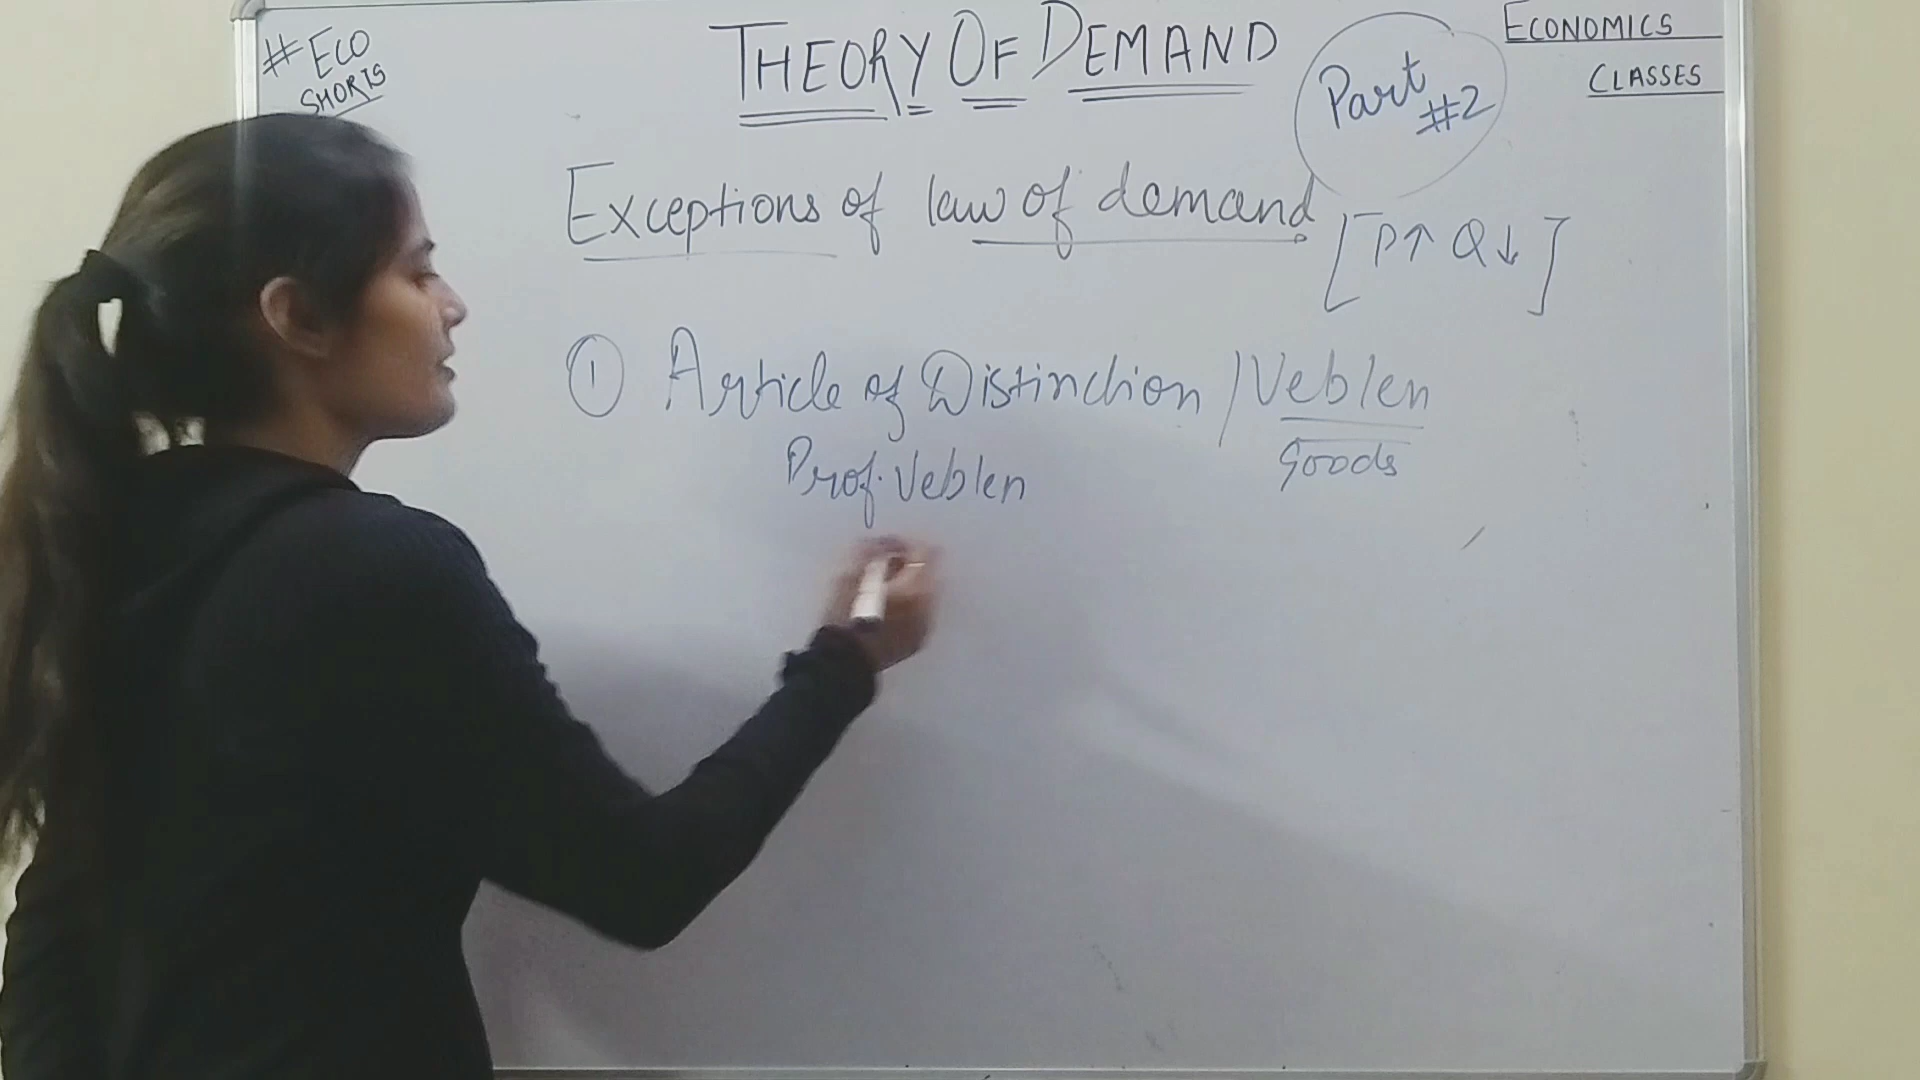 #ECO
SHORTS
THEORY OF DEMAND
Part
#2
ECONOMICS
CLASSES
Exceptions of law of demand
[P↑ Q↓]
① Article of Distinction / Veblen
Goods
Prof. Veblen